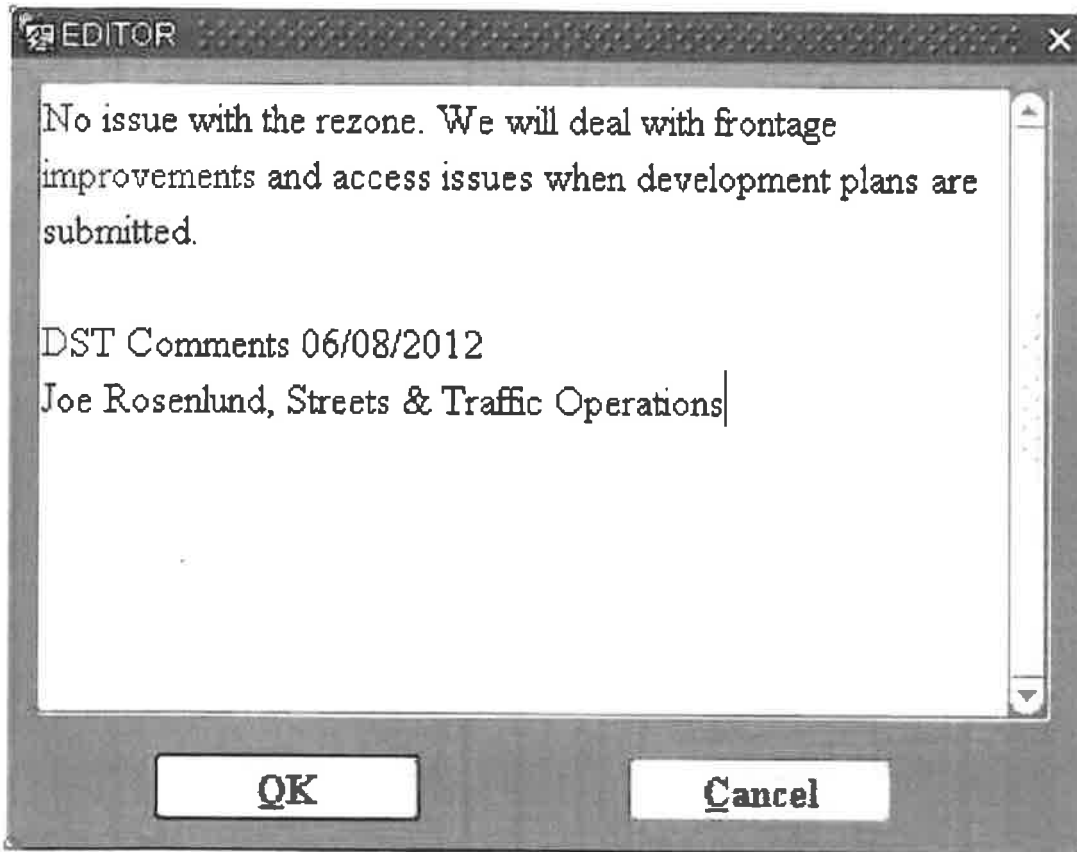 EDITOR
No issue with the rezone. We will deal with frontage
improvements and access issues when development plans are
submitted.
DST Comments 06/08/2012
Joe Rosenlund, Streets & Traffic Operations
OK
Cancel